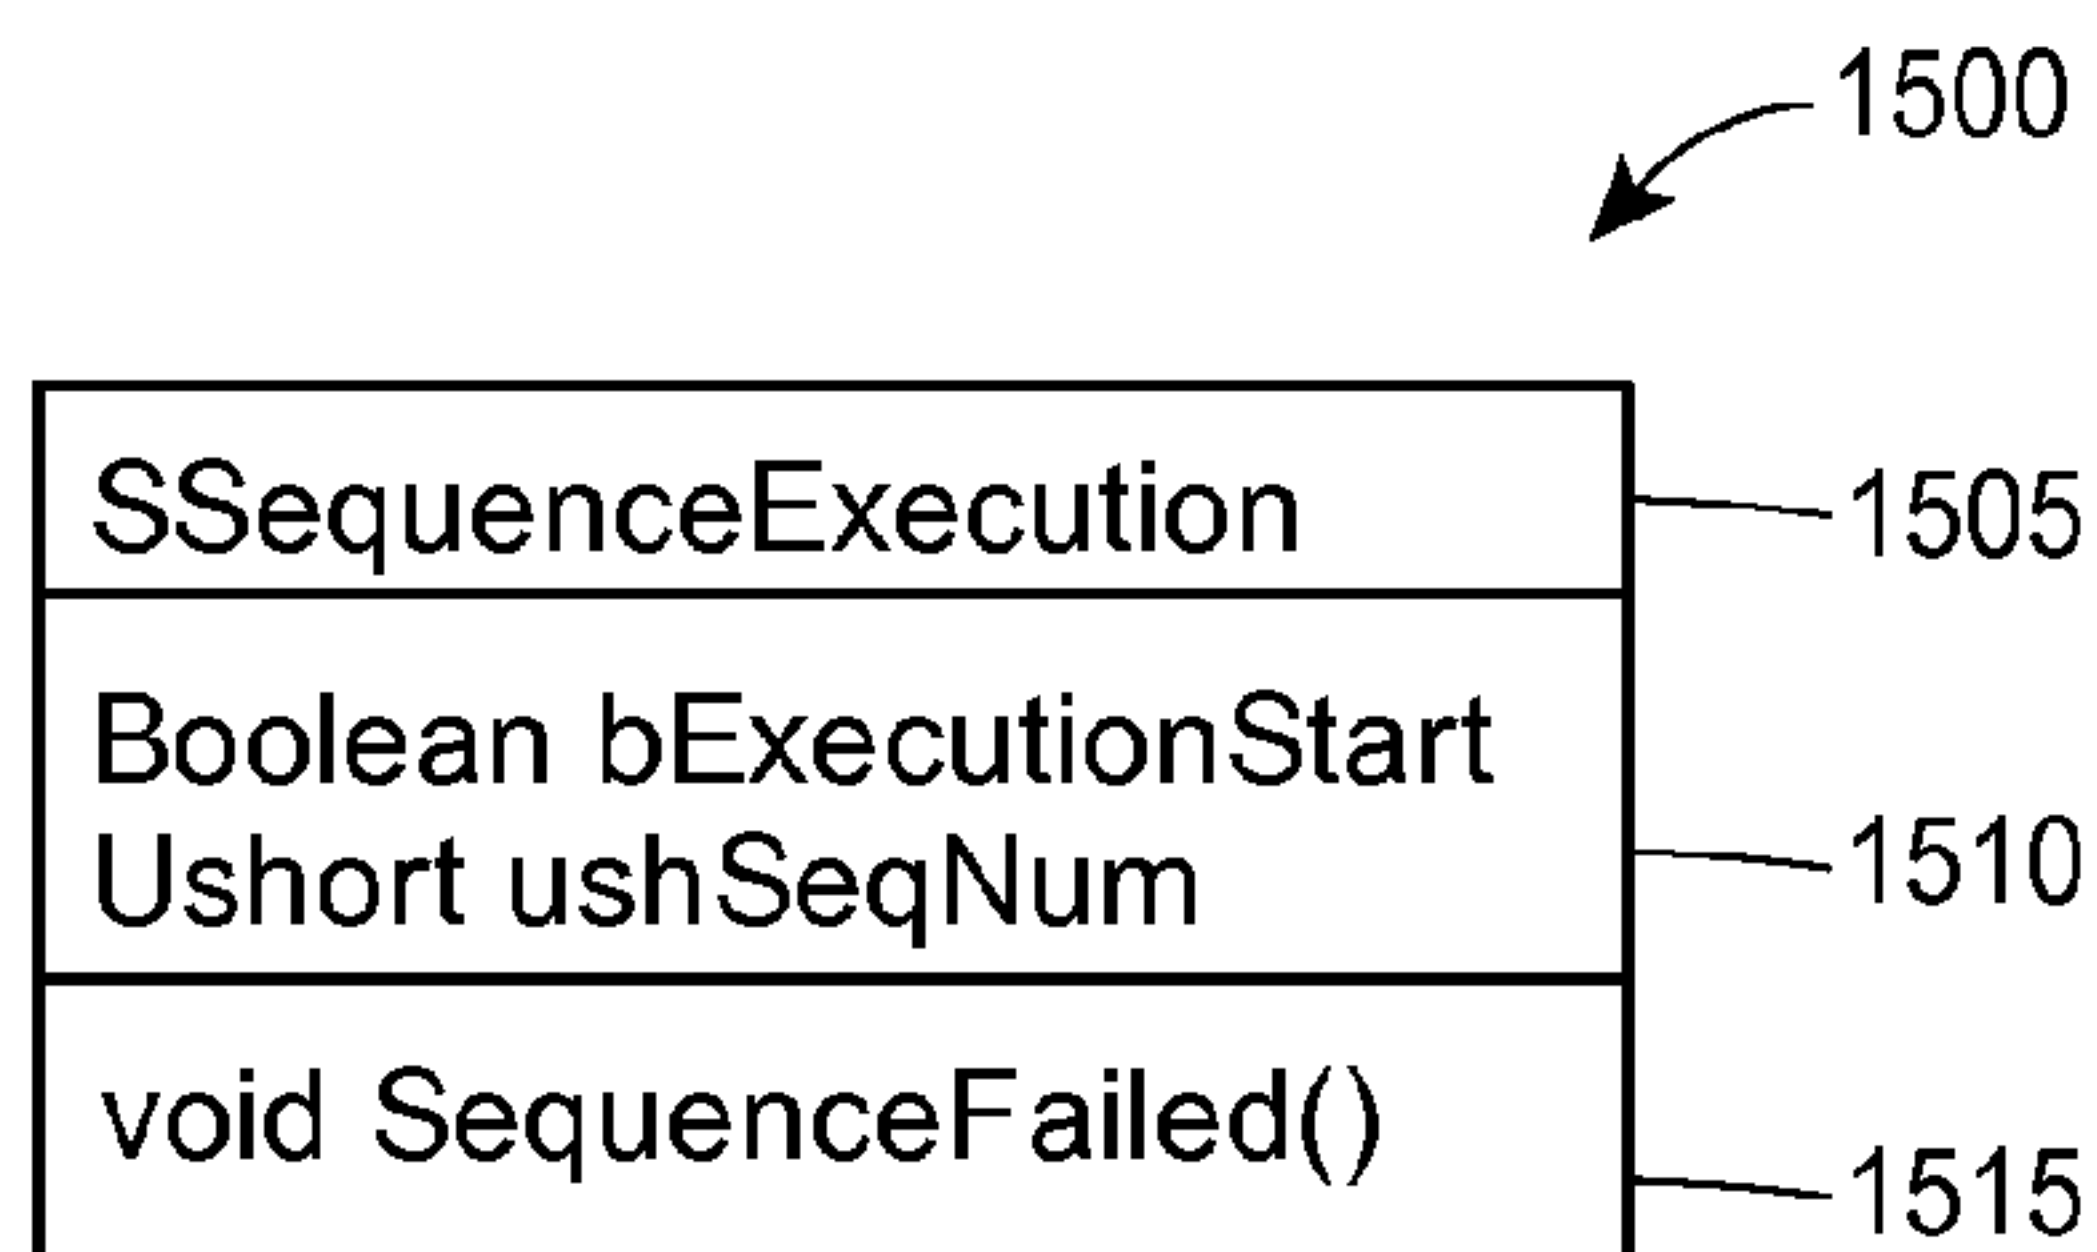 1500
SSequenceExecution
1505
Boolean bExecutionStart
Ushort ushSeqNum
1510
void SequenceFailed()
1515